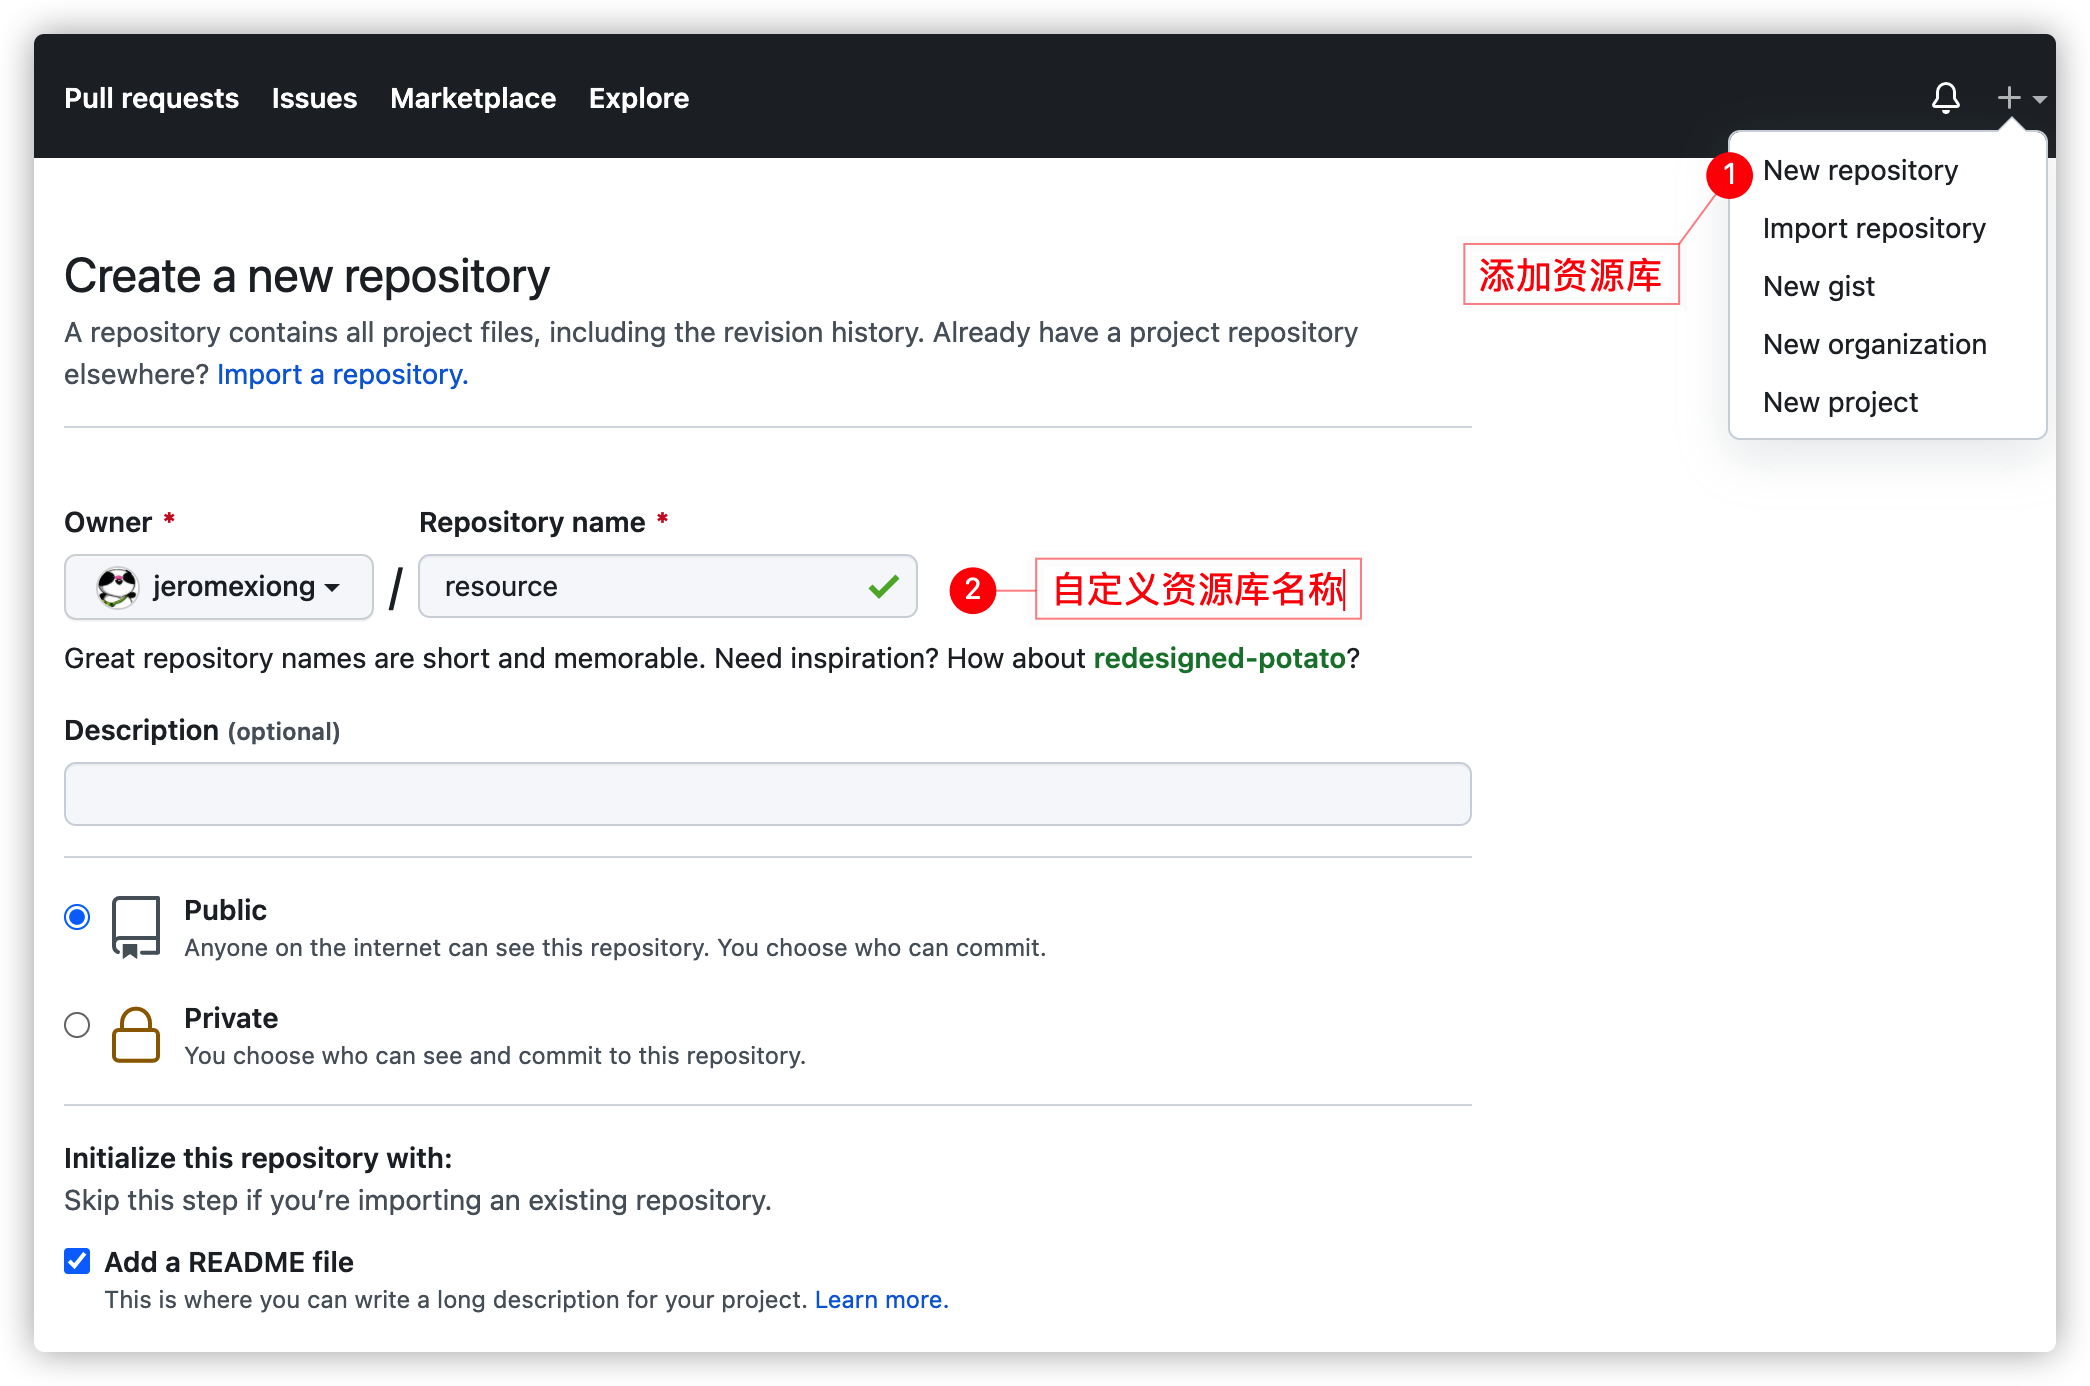 Pull requests Issues Marketplace Explore
1 New repository
Import repository
New gist
New organization
New project
添加资源库
Create a new repository
A repository contains all project files, including the revision history. Already have a project repository
elsewhere? Import a repository.
Owner * Repository name *
jeromexiong / resource
2 自定义资源库名称
Great repository names are short and memorable. Need inspiration? How about redesigned-potato?
Description (optional)
Public
Anyone on the internet can see this repository. You choose who can commit.
Private
You choose who can see and commit to this repository.
Initialize this repository with:
Skip this step if you’re importing an existing repository.
Add a README file
This is where you can write a long description for your project. Learn more.